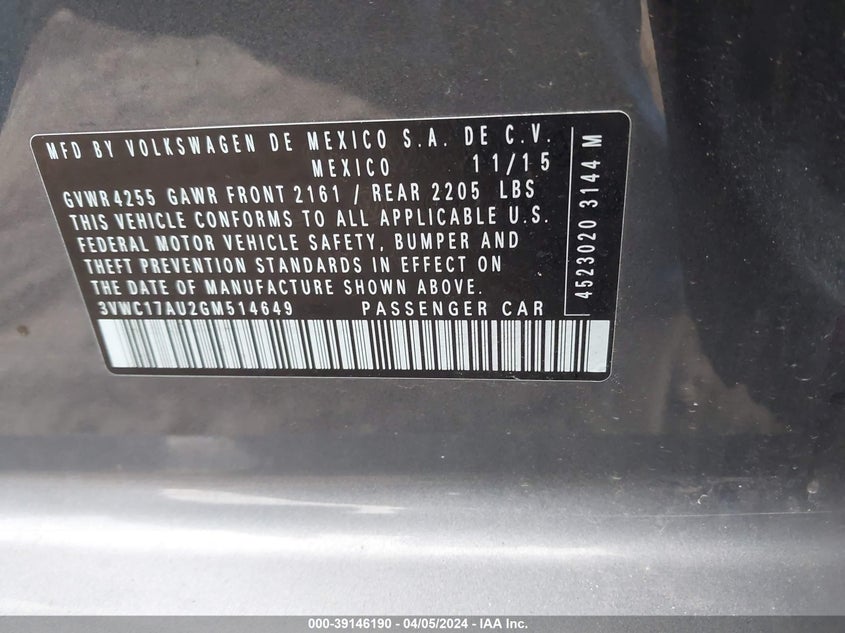 MFD BY VOLKSWAGEN DE MEXICO S.A. DE C.V.
MEXICO 11/15
GVWR 4255 GAWR FRONT 2161 / REAR 2205 LBS
THIS VEHICLE CONFORMS TO ALL APPLICABLE U.S.
FEDERAL MOTOR VEHICLE SAFETY, BUMPER AND
THEFT PREVENTION STANDARDS IN EFFECT ON
THE DATE OF MANUFACTURE SHOWN ABOVE.
3VWC17AU2GM514649 PASSENGER CAR
4523020 3144 M
000-39146190 - 04/05/2024 - IAA Inc.